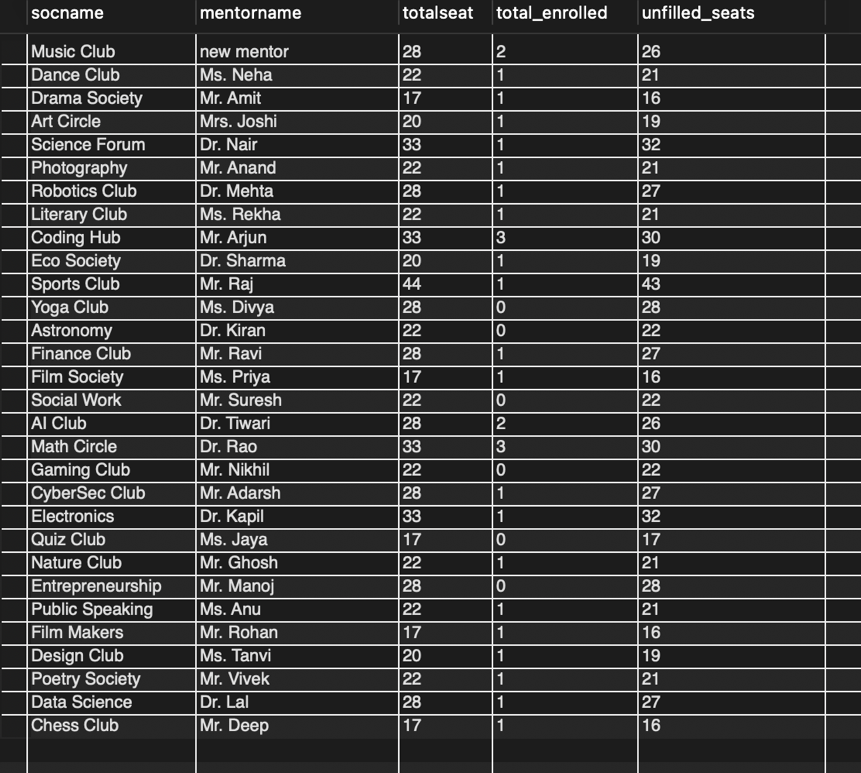 socname mentorname totalseat total_enrolled unfilled_seats
Music Club new mentor 28 2 26
Dance Club Ms. Neha 22 1 21
Drama Society Mr. Amit 17 1 16
Art Circle Mrs. Joshi 20 1 19
Science Forum Dr. Nair 33 1 32
Photography Mr. Anand 22 1 21
Robotics Club Dr. Mehta 28 1 27
Literary Club Ms. Rekha 22 1 21
Coding Hub Mr. Arjun 33 3 30
Eco Society Dr. Sharma 20 1 19
Sports Club Mr. Raj 44 1 43
Yoga Club Ms. Divya 28 0 28
Astronomy Dr. Kiran 22 0 22
Finance Club Mr. Ravi 28 1 27
Film Society Ms. Priya 17 1 16
Social Work Mr. Suresh 22 0 22
AI Club Dr. Tiwari 28 2 26
Math Circle Dr. Rao 33 3 30
Gaming Club Mr. Nikhil 22 0 22
CyberSec Club Mr. Adarsh 28 1 27
Electronics Dr. Kapil 33 1 32
Quiz Club Ms. Jaya 17 0 17
Nature Club Mr. Ghosh 22 1 21
Entrepreneurship Mr. Manoj 28 0 28
Public Speaking Ms. Anu 22 1 21
Film Makers Mr. Rohan 17 1 16
Design Club Ms. Tanvi 20 1 19
Poetry Society Mr. Vivek 22 1 21
Data Science Dr. Lal 28 1 27
Chess Club Mr. Deep 17 1 16